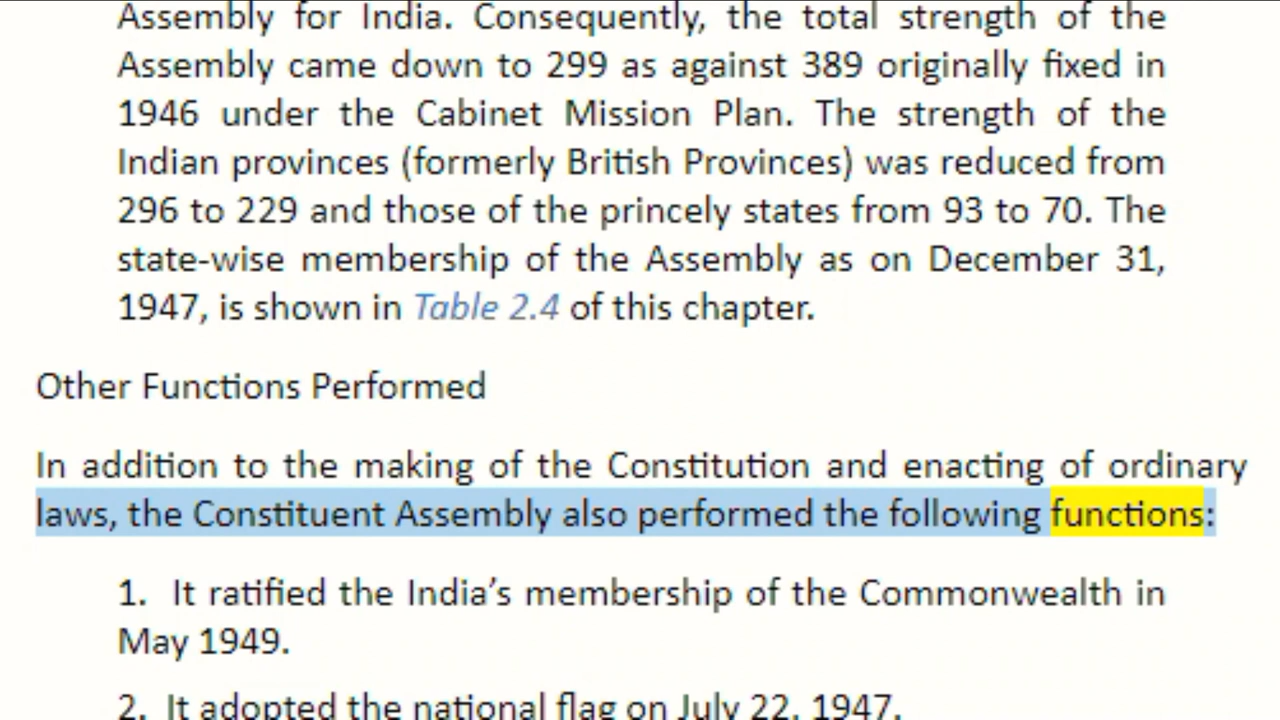 Assembly for India. Consequently, the total strength of the
Assembly came down to 299 as against 389 originally fixed in
1946 under the Cabinet Mission Plan. The strength of the
Indian provinces (formerly British Provinces) was reduced from
296 to 229 and those of the princely states from 93 to 70. The
state-wise membership of the Assembly as on December 31,
1947, is shown in Table 2.4 of this chapter.
Other Functions Performed
In addition to the making of the Constitution and enacting of ordinary
laws, the Constituent Assembly also performed the following functions:
1. It ratified the India’s membership of the Commonwealth in
May 1949.
2. It adopted the national flag on July 22, 1947.